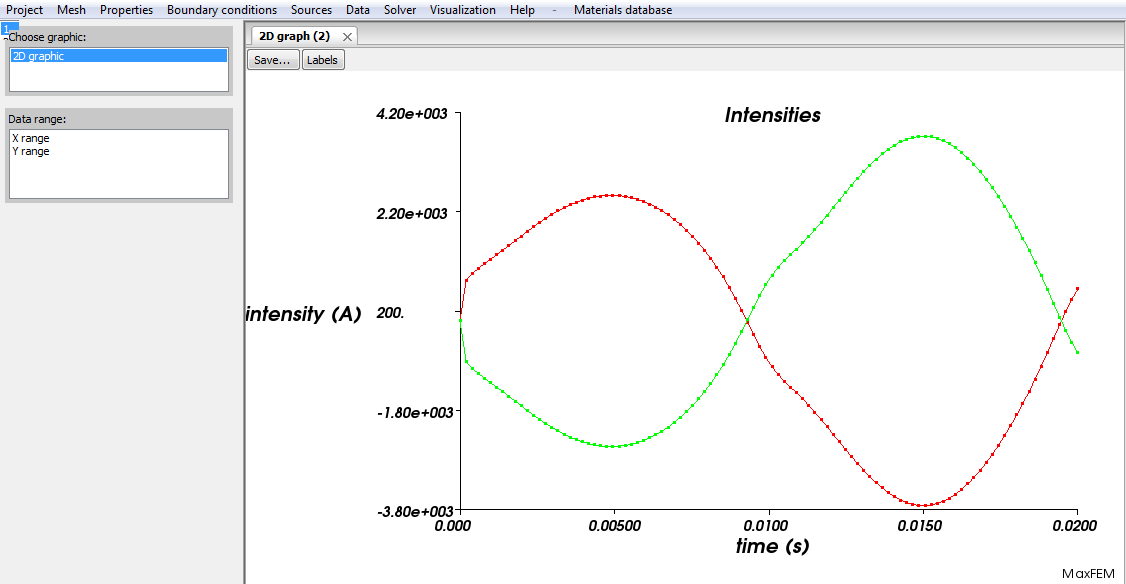 Project Mesh Properties Boundary conditions Sources Data Solver Visualization Help - Materials database
1
Choose graphic:
2D graphic
Data range:
X range
Y range
2D graph (2)
Save... Labels
Intensities
4.20e+003
2.20e+003
intensity (A) 200.
-1.80e+003
-3.80e+003
0.000 0.00500 0.0100 0.0150 0.0200
time (s)
MaxFEM